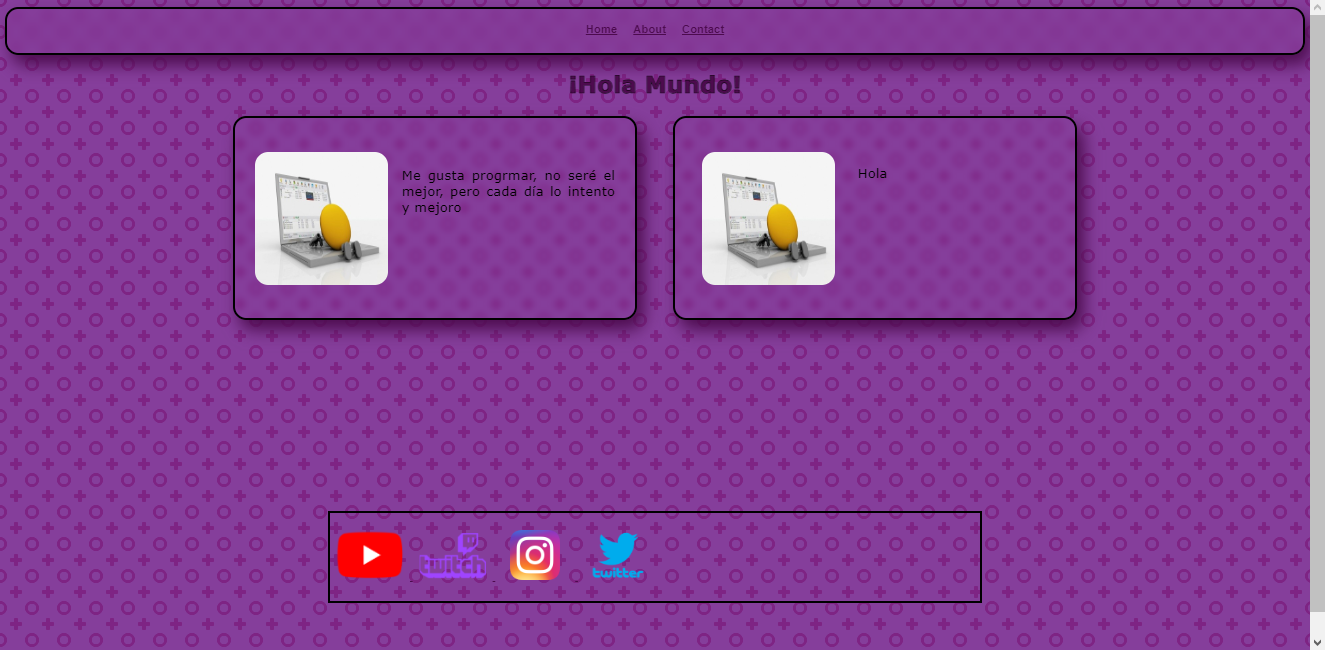 Home About Contact
¡Hola Mundo!
Me gusta progrmar, no seré el
mejor, pero cada día lo intento
y mejoro
Hola
twitch
twitter